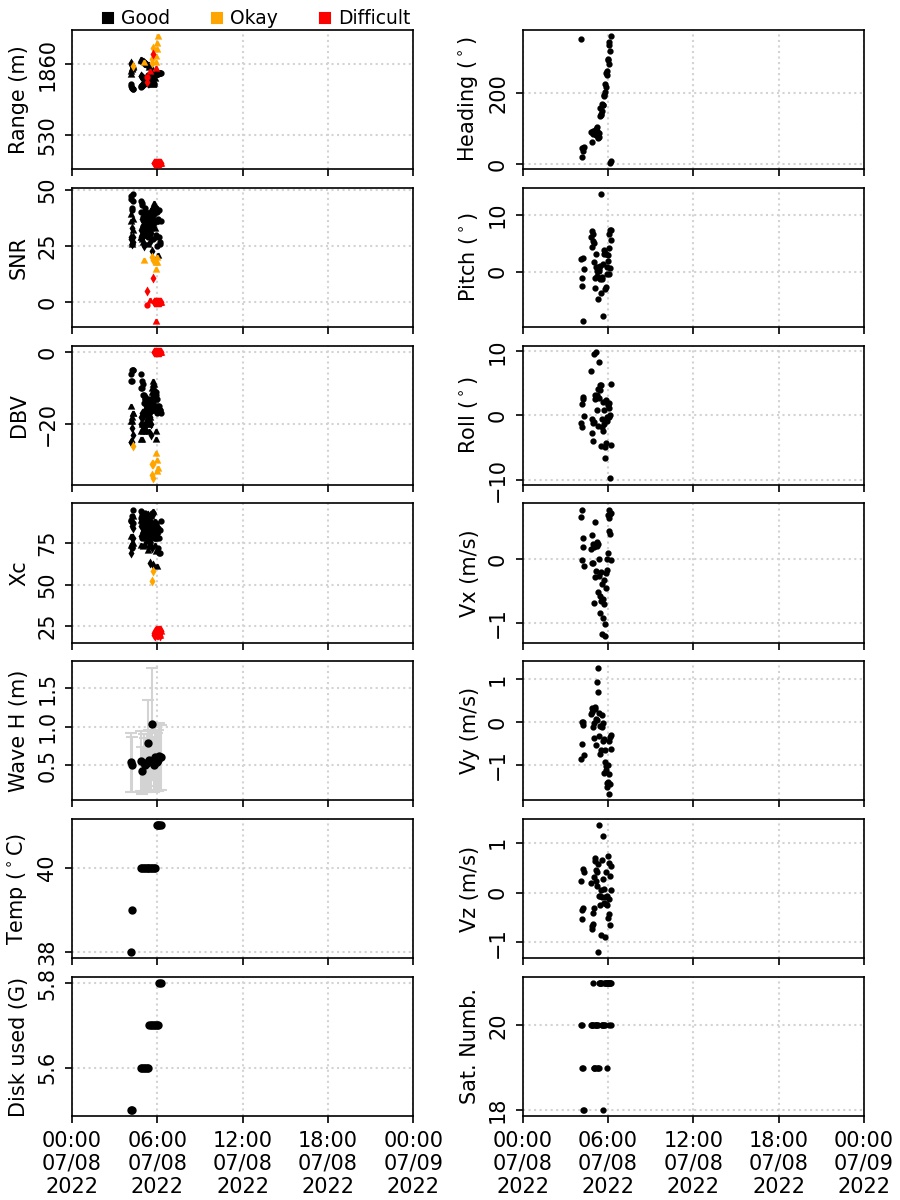 Good Okay Difficult
Range (m)
1860
530
Heading (°)
200
0
SNR
50
25
0
Pitch (°)
10
0
DBV
0
−20
Roll (°)
10
0
−10
Xc
75
50
25
Vx (m/s)
0
−1
Wave H (m)
1.5
1.0
0.5
Vy (m/s)
1
0
−1
Temp (°C)
40
38
Vz (m/s)
1
0
−1
Disk used (G)
5.8
5.6
Sat. Numb.
20
18
00:00 06:00 12:00 18:00 00:00
07/08 07/08 07/08 07/08 07/09
2022 2022 2022 2022 2022
00:00 06:00 12:00 18:00 00:00
07/08 07/08 07/08 07/08 07/09
2022 2022 2022 2022 2022